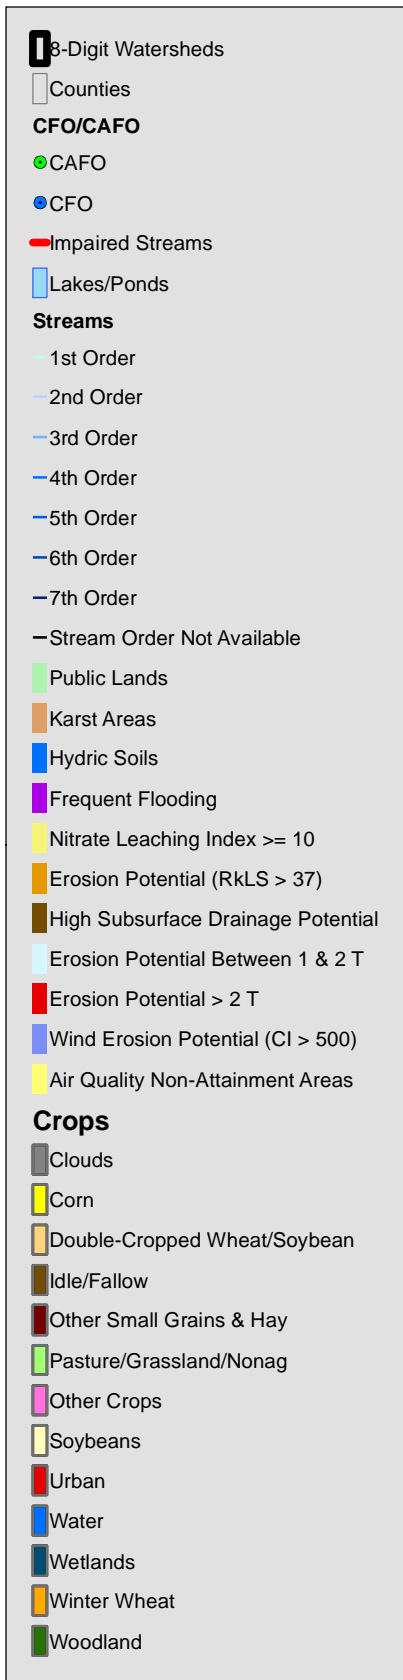 8-Digit Watersheds
Counties
CFO/CAFO
CAFO
CFO
Impaired Streams
Lakes/Ponds
Streams
1st Order
2nd Order
3rd Order
4th Order
5th Order
6th Order
7th Order
Stream Order Not Available
Public Lands
Karst Areas
Hydric Soils
Frequent Flooding
Nitrate Leaching Index >= 10
Erosion Potential (RkLS > 37)
High Subsurface Drainage Potential
Erosion Potential Between 1 & 2 T
Erosion Potential > 2 T
Wind Erosion Potential (CI > 500)
Air Quality Non-Attainment Areas
Crops
Clouds
Corn
Double-Cropped Wheat/Soybean
Idle/Fallow
Other Small Grains & Hay
Pasture/Grassland/Nonag
Other Crops
Soybeans
Urban
Water
Wetlands
Winter Wheat
Woodland